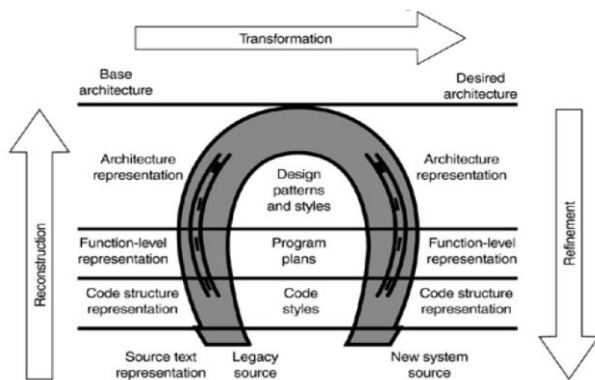 Transformation
Base
architecture
Desired
architecture
Reconstruction
Architecture
representation
Design
patterns
and styles
Architecture
representation
Refinement
Function-level
representation
Program
plans
Function-level
representation
Code structure
representation
Code
styles
Code structure
representation
Source text
representation
Legacy
source
New system
source